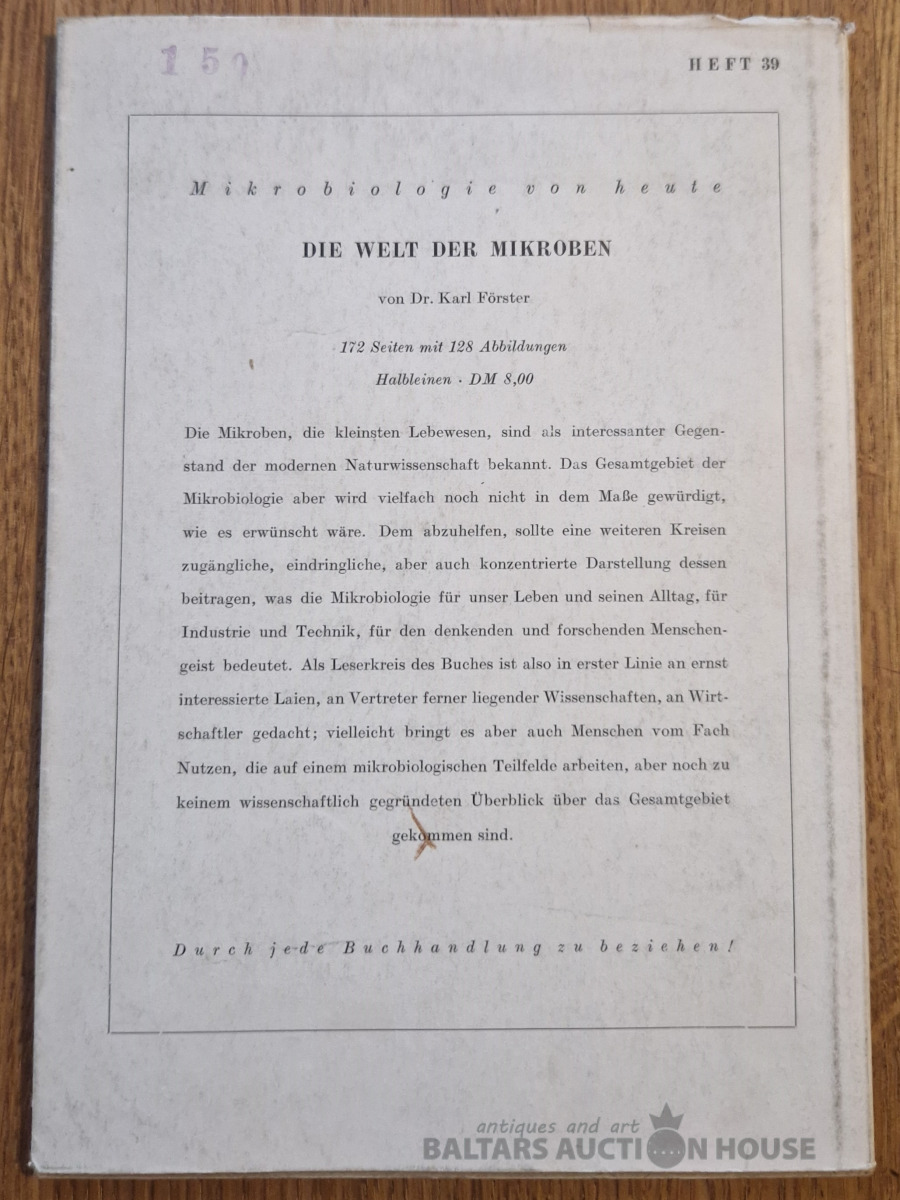 HEFT 39
Mikrobiologie von heute
DIE WELT DER MIKROBEN
von Dr. Karl Förster
172 Seiten mit 128 Abbildungen
Halbleinen · DM 8,00
Die Mikroben, die kleinsten Lebewesen, sind als interessanter Gegen-
stand der modernen Naturwissenschaft bekannt. Das Gesamtgebiet der
Mikrobiologie aber wird vielfach noch nicht in dem Maße gewürdigt,
wie es erwünscht wäre. Dem abzuhelfen, sollte eine weiteren Kreisen
zugängliche, eindringliche, aber auch konzentrierte Darstellung dessen
beitragen, was die Mikrobiologie für unser Leben und seinen Alltag, für
Industrie und Technik, für den denkenden und forschenden Menschen-
geist bedeutet. Als Leserkreis des Buches ist also in erster Linie an ernst
interessierte Laien, an Vertreter ferner liegender Wissenschaften, an Wirt-
schaftler gedacht; vielleicht bringt es aber auch Menschen vom Fach
Nutzen, die auf einem mikrobiologischen Teilfelde arbeiten, aber noch zu
keinem wissenschaftlich gegründeten Überblick über das Gesamtgebiet
gekommen sind.
Durch jede Buchhandlung zu beziehen!
antiques and art
BALTARS AUCTION HOUSE